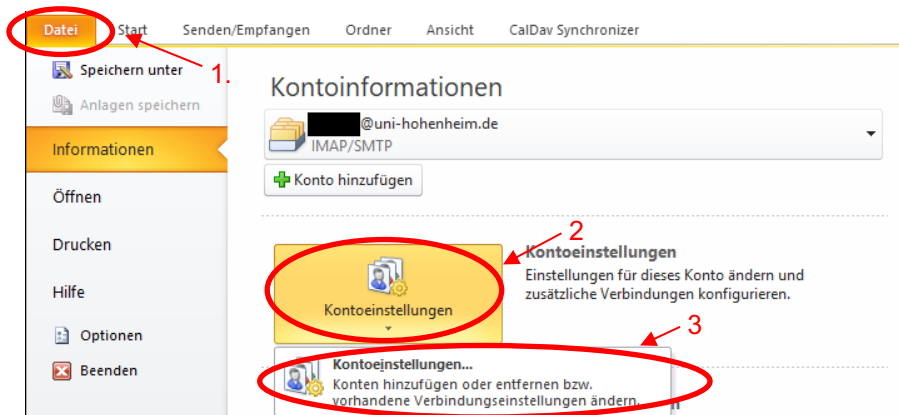 Datei Start Senden/Empfangen Ordner Ansicht CalDav Synchronizer
1.
Speichern unter
Anlagen speichern
Informationen
Öffnen
Drucken
Hilfe
Optionen
Beenden
Kontoinformationen
@uni-hohenheim.de
IMAP/SMTP
Konto hinzufügen
2
Kontoeinstellungen
Kontoeinstellungen
Einstellungen für dieses Konto ändern und
zusätzliche Verbindungen konfigurieren.
3
Kontoeinstellungen...
Konten hinzufügen oder entfernen bzw.
vorhandene Verbindungseinstellungen ändern.